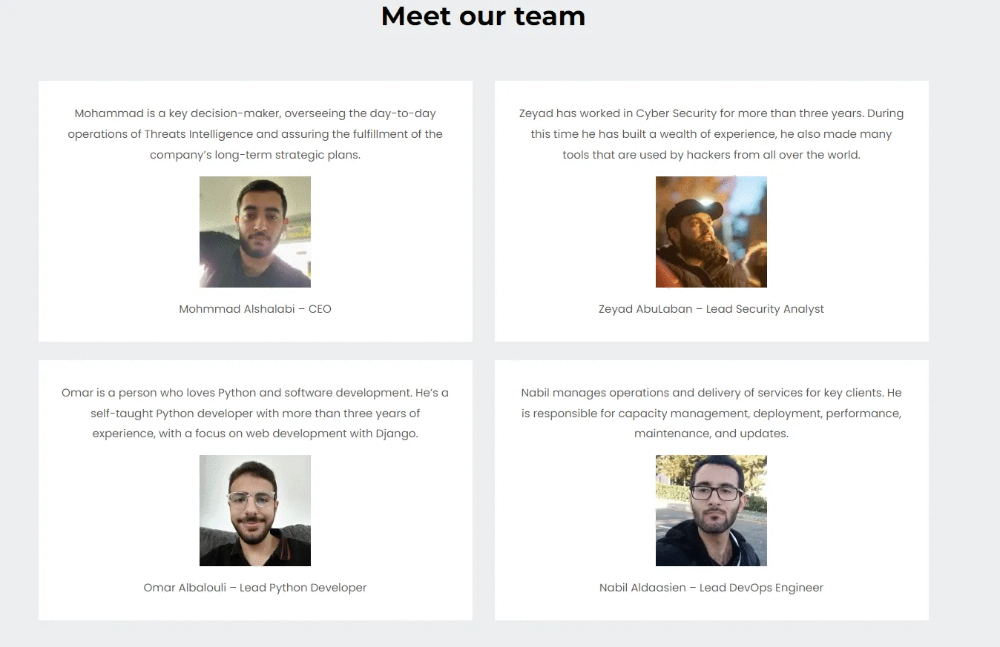 Meet our team
Mohammad is a key decision-maker, overseeing the day-to-day
operations of Threats Intelligence and assuring the fulfillment of the
company’s long-term strategic plans.
Mohmmad Alshalabi – CEO
Zeyad has worked in Cyber Security for more than three years. During
this time he has built a wealth of experience, he also made many
tools that are used by hackers from all over the world.
Zeyad AbuLaban – Lead Security Analyst
Omar is a person who loves Python and software development. He’s a
self-taught Python developer with more than three years of
experience, with a focus on web development with Django.
Omar Albalouli – Lead Python Developer
Nabil manages operations and delivery of services for key clients. He
is responsible for capacity management, deployment, performance,
maintenance, and updates.
Nabil Aldaasien – Lead DevOps Engineer